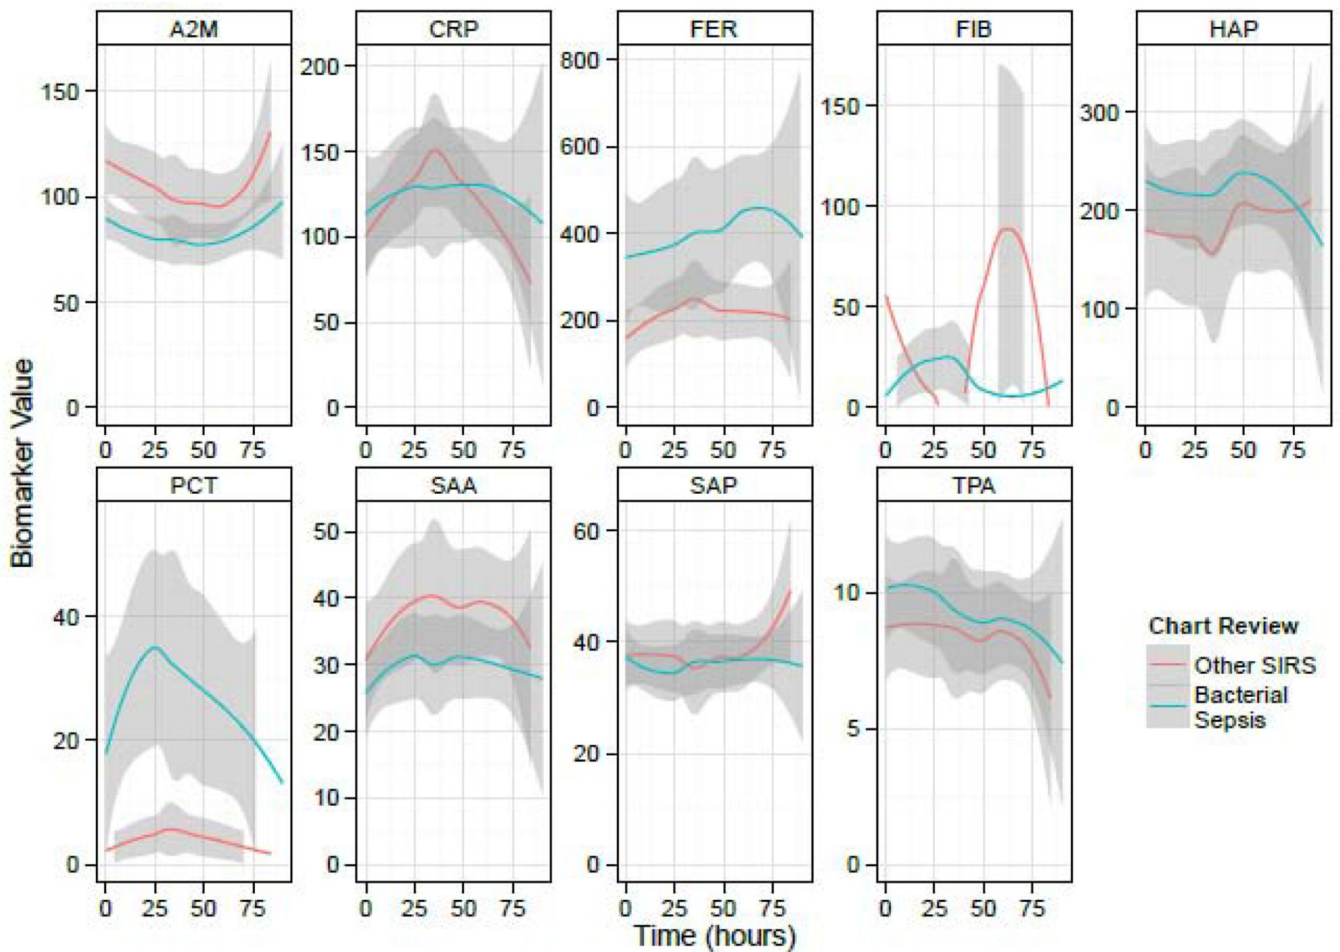 A2M
CRP
FER
FIB
HAP
150
100
50
0
200
150
100
50
0
800
600
400
200
0
150
100
50
0
300
200
100
0
0 25 50 75
0 25 50 75
0 25 50 75
0 25 50 75
0 25 50 75
Biomarker Value
PCT
SAA
SAP
TPA
40
20
0
50
40
30
20
10
0
60
40
20
0
10
5
0
0 25 50 75
0 25 50 75
0 25 50 75
0 25 50 75
Time (hours)
Chart Review
Other SIRS
Bacterial
Sepsis